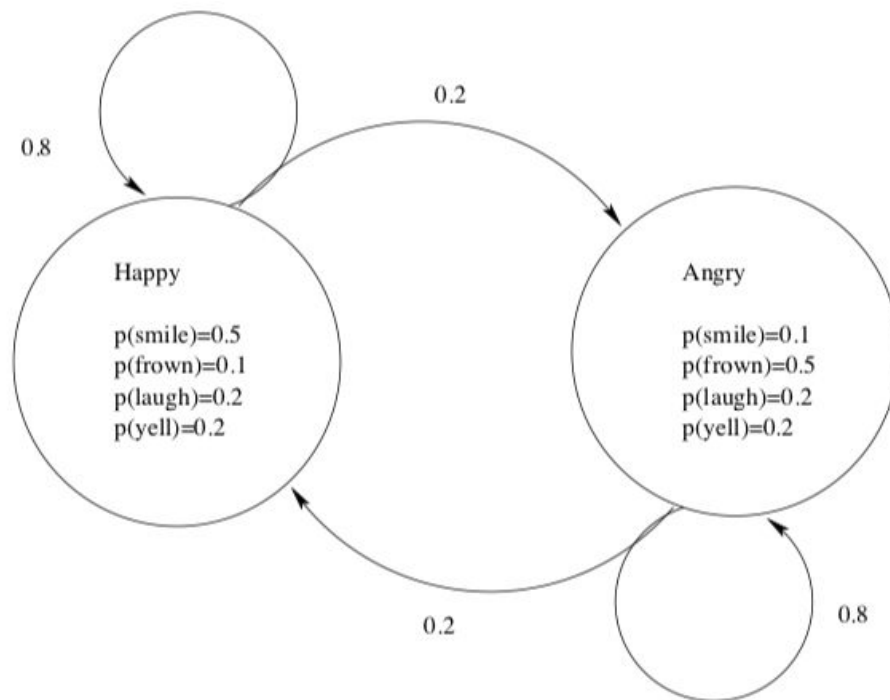 0.2
0.8
Happy
p(smile)=0.5
p(frown)=0.1
p(laugh)=0.2
p(yell)=0.2
Angry
p(smile)=0.1
p(frown)=0.5
p(laugh)=0.2
p(yell)=0.2
0.2
0.8